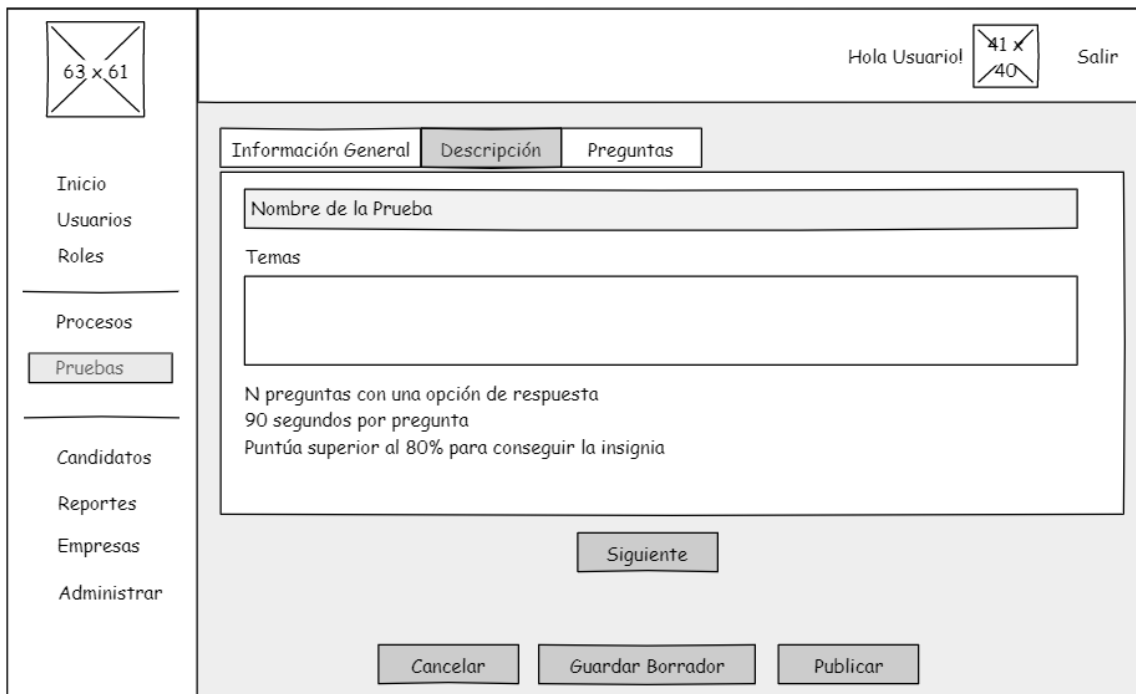 63 x 61
Hola Usuario!
41 x
40
Salir
Inicio
Usuarios
Roles
Procesos
Pruebas
Candidatos
Reportes
Empresas
Administrar
Información General
Descripción
Preguntas
Nombre de la Prueba
Temas
N preguntas con una opción de respuesta
90 segundos por pregunta
Puntúa superior al 80% para conseguir la insignia
Siguiente
Cancelar
Guardar Borrador
Publicar